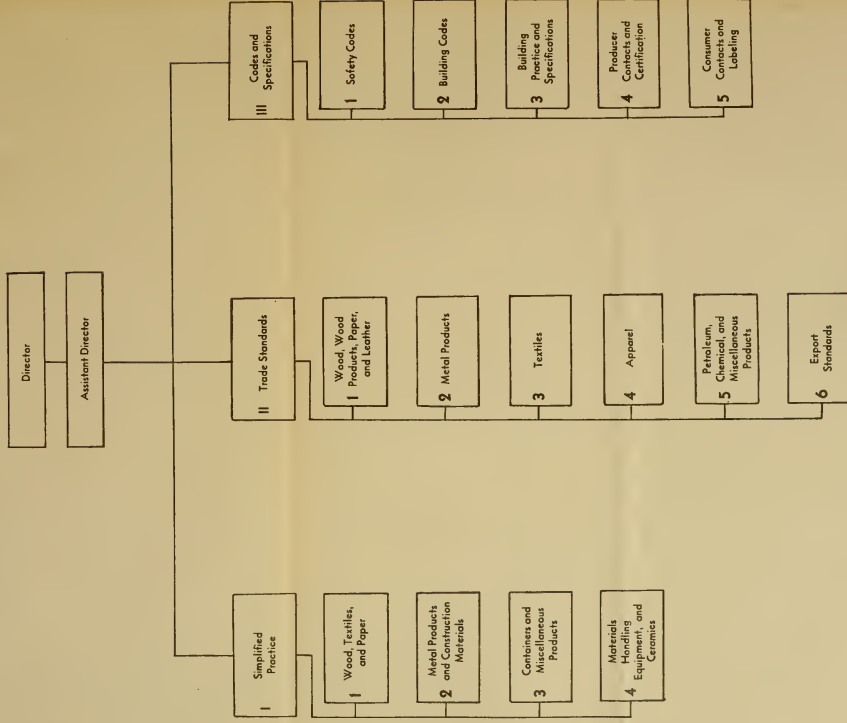 Director
Assistant Director
I
Simplified
Practice
1
Wood, Textiles,
and Paper
2
Metal Products
and Construction
Materials
3
Containers and
Miscellaneous
Products
4
Materials
Handling
Equipment, and
Ceramics
II Trade Standards
1
Wood, Wood
Products, Paper,
and Leather
2 Metal Products
3
Textiles
4
Apparel
5
Petroleum,
Chemical, and
Miscellaneous
Products
6
Export
Standards
III
Codes and
Specifications
1 Safety Codes
2 Building Codes
3
Building
Practice and
Specifications
4
Producer
Contacts and
Certification
5
Consumer
Contacts and
Labeling